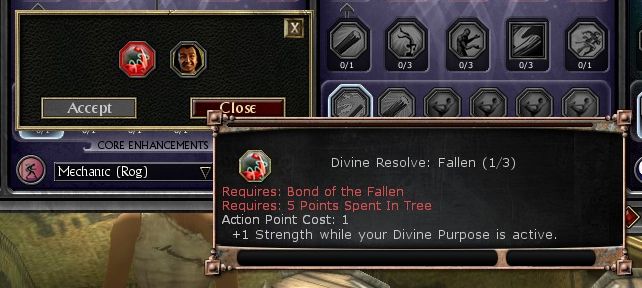 X
Accept
Close
0/1
0/3
0/3
0/3
0/1
CORE ENHANCEMENTS
Mechanic (Rog)
Divine Resolve: Fallen (1/3)
Requires: Bond of the Fallen
Requires: 5 Points Spent In Tree
Action Point Cost: 1
+1 Strength while your Divine Purpose is active.